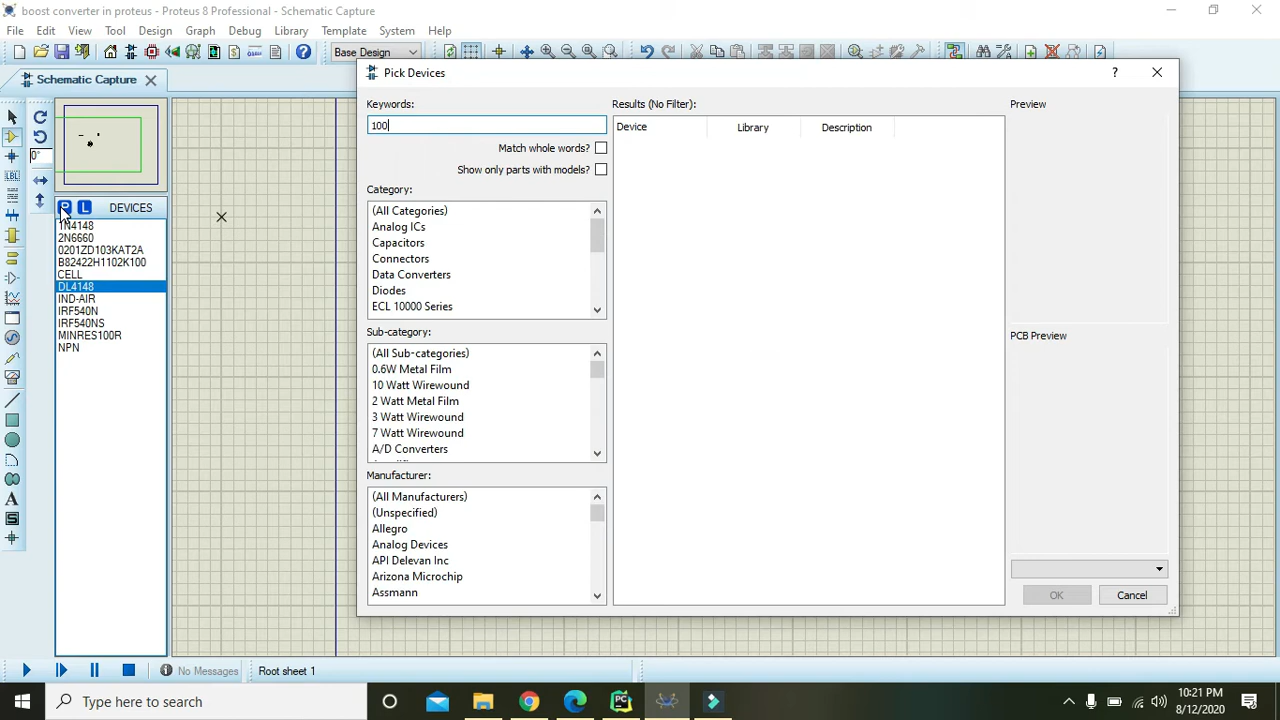 boost converter in proteus - Proteus 8 Professional - Schematic Capture
File Edit View Tool Design Graph Debug Library Template System Help
Base Design
Schematic Capture
Pick Devices
Keywords:
100
Match whole words?
Show only parts with models?
Category:
(All Categories)
Analog ICs
Capacitors
Connectors
Data Converters
Diodes
ECL 10000 Series
Sub-category:
(All Sub-categories)
0.6W Metal Film
10 Watt Wirewound
2 Watt Metal Film
3 Watt Wirewound
7 Watt Wirewound
A/D Converters
Manufacturer:
(All Manufacturers)
(Unspecified)
Allegro
Analog Devices
API Delevan Inc
Arizona Microchip
Assmann
Results (No Filter):
Device Library Description
Preview
PCB Preview
OK Cancel
0°
LBL
P L DEVICES
1N4148
2N6660
0201ZD103KAT2A
B82422H1102K100
CELL
DL4148
IND-AIR
IRF540N
IRF540NS
MINRES100R
NPN
No Messages
Root sheet 1
Type here to search
10:21 PM
8/12/2020